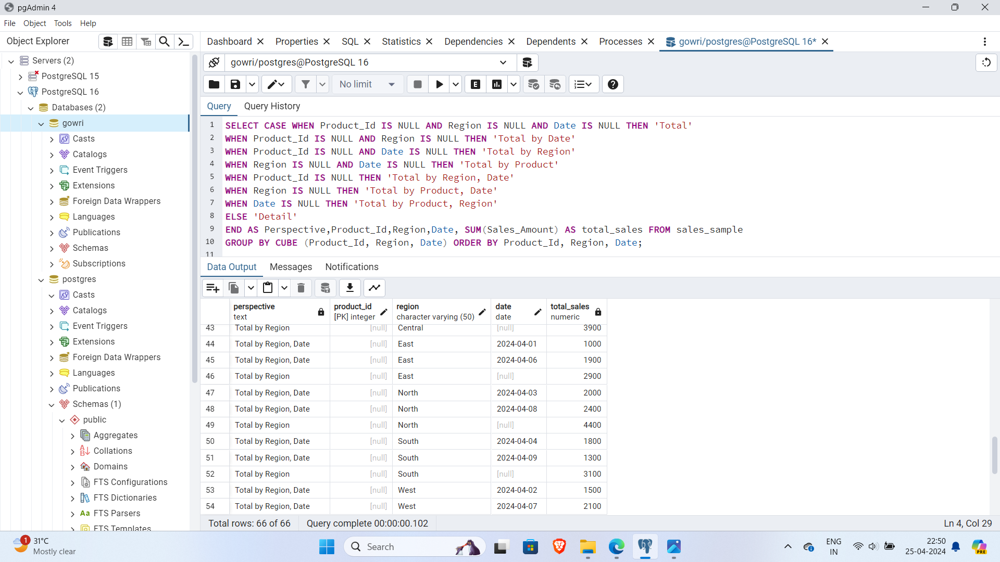 pgAdmin 4
File Object Tools Help
Object Explorer
Dashboard Properties SQL Statistics Dependencies Dependents Processes gowri/postgres@PostgreSQL 16*
Servers (2)
PostgreSQL 15
PostgreSQL 16
Databases (2)
gowri
Casts
Catalogs
Event Triggers
Extensions
Foreign Data Wrappers
Languages
Publications
Schemas
Subscriptions
postgres
Casts
Catalogs
Event Triggers
Extensions
Foreign Data Wrappers
Languages
Publications
Schemas (1)
public
Aggregates
Collations
Domains
FTS Configurations
FTS Dictionaries
Aa FTS Parsers
FTS Templates
gowri/postgres@PostgreSQL 16
No limit
E
Query Query History
1 SELECT CASE WHEN Product_Id IS NULL AND Region IS NULL AND Date IS NULL THEN 'Total'
2 WHEN Product_Id IS NULL AND Region IS NULL THEN 'Total by Date'
3 WHEN Product_Id IS NULL AND Date IS NULL THEN 'Total by Region'
4 WHEN Region IS NULL AND Date IS NULL THEN 'Total by Product'
5 WHEN Product_Id IS NULL THEN 'Total by Region, Date'
6 WHEN Region IS NULL THEN 'Total by Product, Date'
7 WHEN Date IS NULL THEN 'Total by Product, Region'
8 ELSE 'Detail'
9 END AS Perspective,Product_Id,Region,Date, SUM(Sales_Amount) AS total_sales FROM sales_sample
10 GROUP BY CUBE (Product_Id, Region, Date) ORDER BY Product_Id, Region, Date;
11
Data Output Messages Notifications
perspective product_id region date total_sales
text [PK] integer character varying (50) date numeric
43 Total by Region [null] Central [null] 3900
44 Total by Region, Date [null] East 2024-04-01 1000
45 Total by Region, Date [null] East 2024-04-06 1900
46 Total by Region [null] East [null] 2900
47 Total by Region, Date [null] North 2024-04-03 2000
48 Total by Region, Date [null] North 2024-04-08 2400
49 Total by Region [null] North [null] 4400
50 Total by Region, Date [null] South 2024-04-04 1800
51 Total by Region, Date [null] South 2024-04-09 1300
52 Total by Region [null] South [null] 3100
53 Total by Region, Date [null] West 2024-04-02 1500
54 Total by Region, Date [null] West 2024-04-07 2100
Total rows: 66 of 66 Query complete 00:00:00.102 Ln 4, Col 29
1 31°C
Mostly clear
Search
ENG
IN
22:50
25-04-2024
PRE